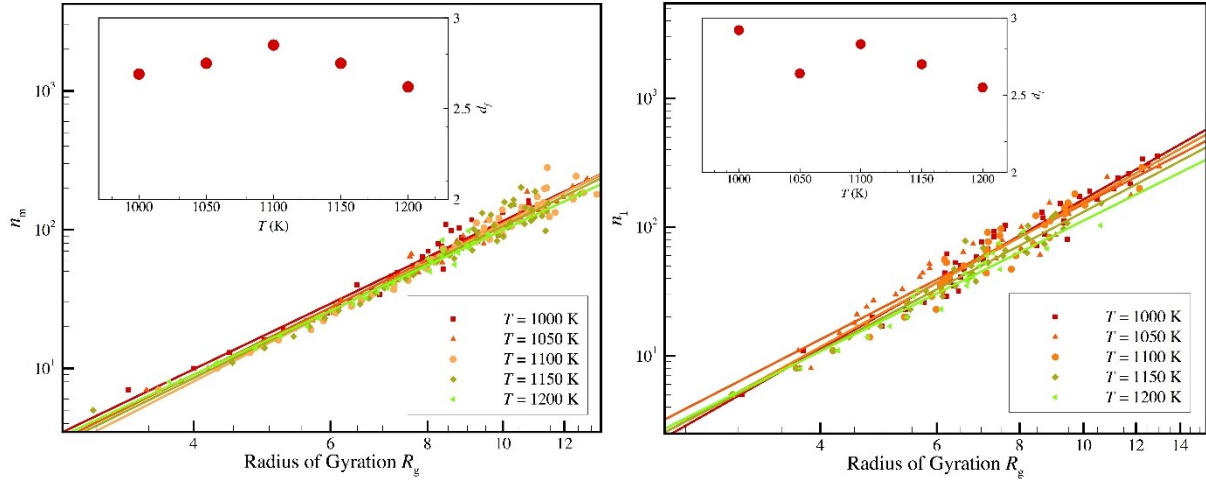 3
2.5
2
d_f
1000 1050 1100 1150 1200
T (K)
10^3
10^2
10^1
n_m
T = 1000 K
T = 1050 K
T = 1100 K
T = 1150 K
T = 1200 K
4 6 8 10 12
Radius of Gyration R_g
3
2.5
2
1000 1050 1100 1150 1200
T (K)
10^3
10^2
10^1
T = 1000 K
T = 1050 K
T = 1100 K
T = 1150 K
T = 1200 K
4 6 8 10 12 14
Radius of Gyration R_g